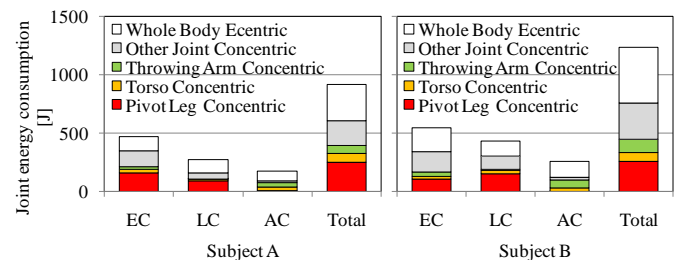 Joint energy consumption
[J]
1500
1000
500
0
Whole Body Ecentric
Other Joint Concentric
Throwing Arm Concentric
Torso Concentric
Pivot Leg Concentric
EC LC AC Total
Subject A
Whole Body Ecentric
Other Joint Concentric
Throwing Arm Concentric
Torso Concentric
Pivot Leg Concentric
EC LC AC Total
Subject B